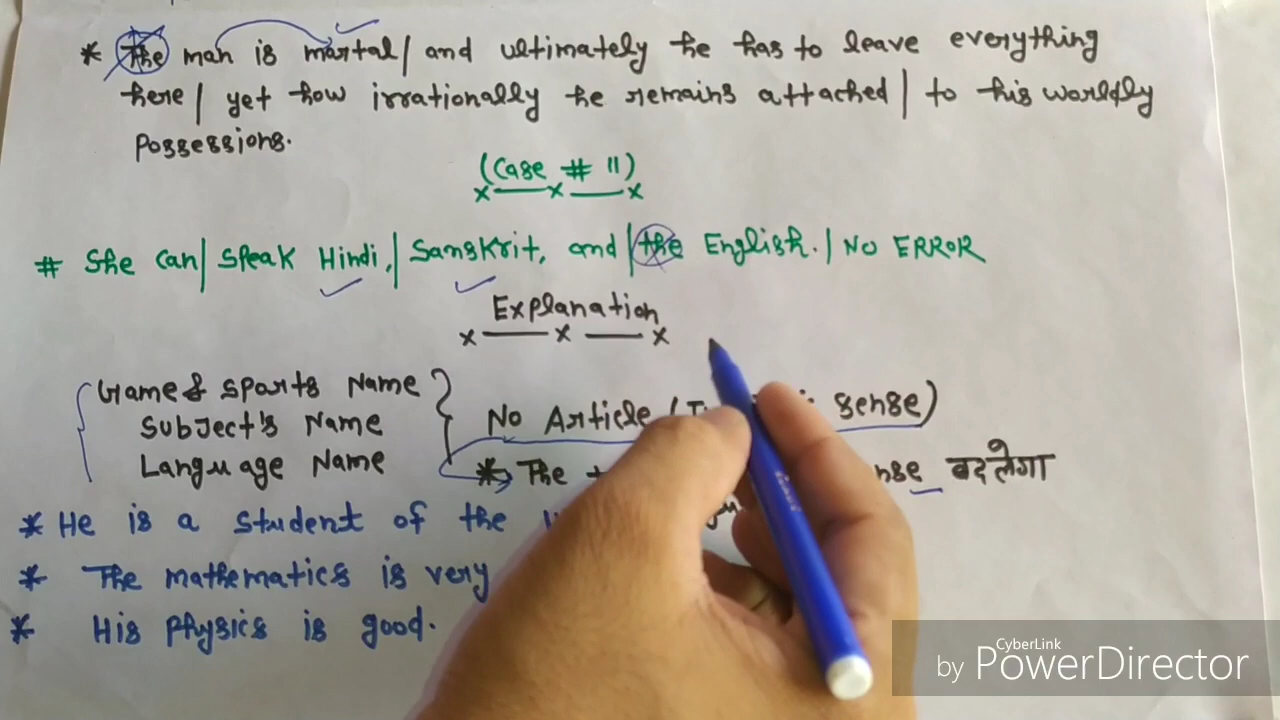 * The man is mortal/ and ultimately he has to leave everything
here/ yet how irrationally he remains attached/ to his worldly
possessions.
(Case # 11)
# She can/ speak Hindi,/ Sanskrit, and/ the English./ NO ERROR
Explanation
Game & sports Name
Subject's Name
Language Name
No Article ( sense)
* The sense बदलेगा
* He is a student of the
* The mathematics is very
* His physics is good.
CyberLink
by PowerDirector